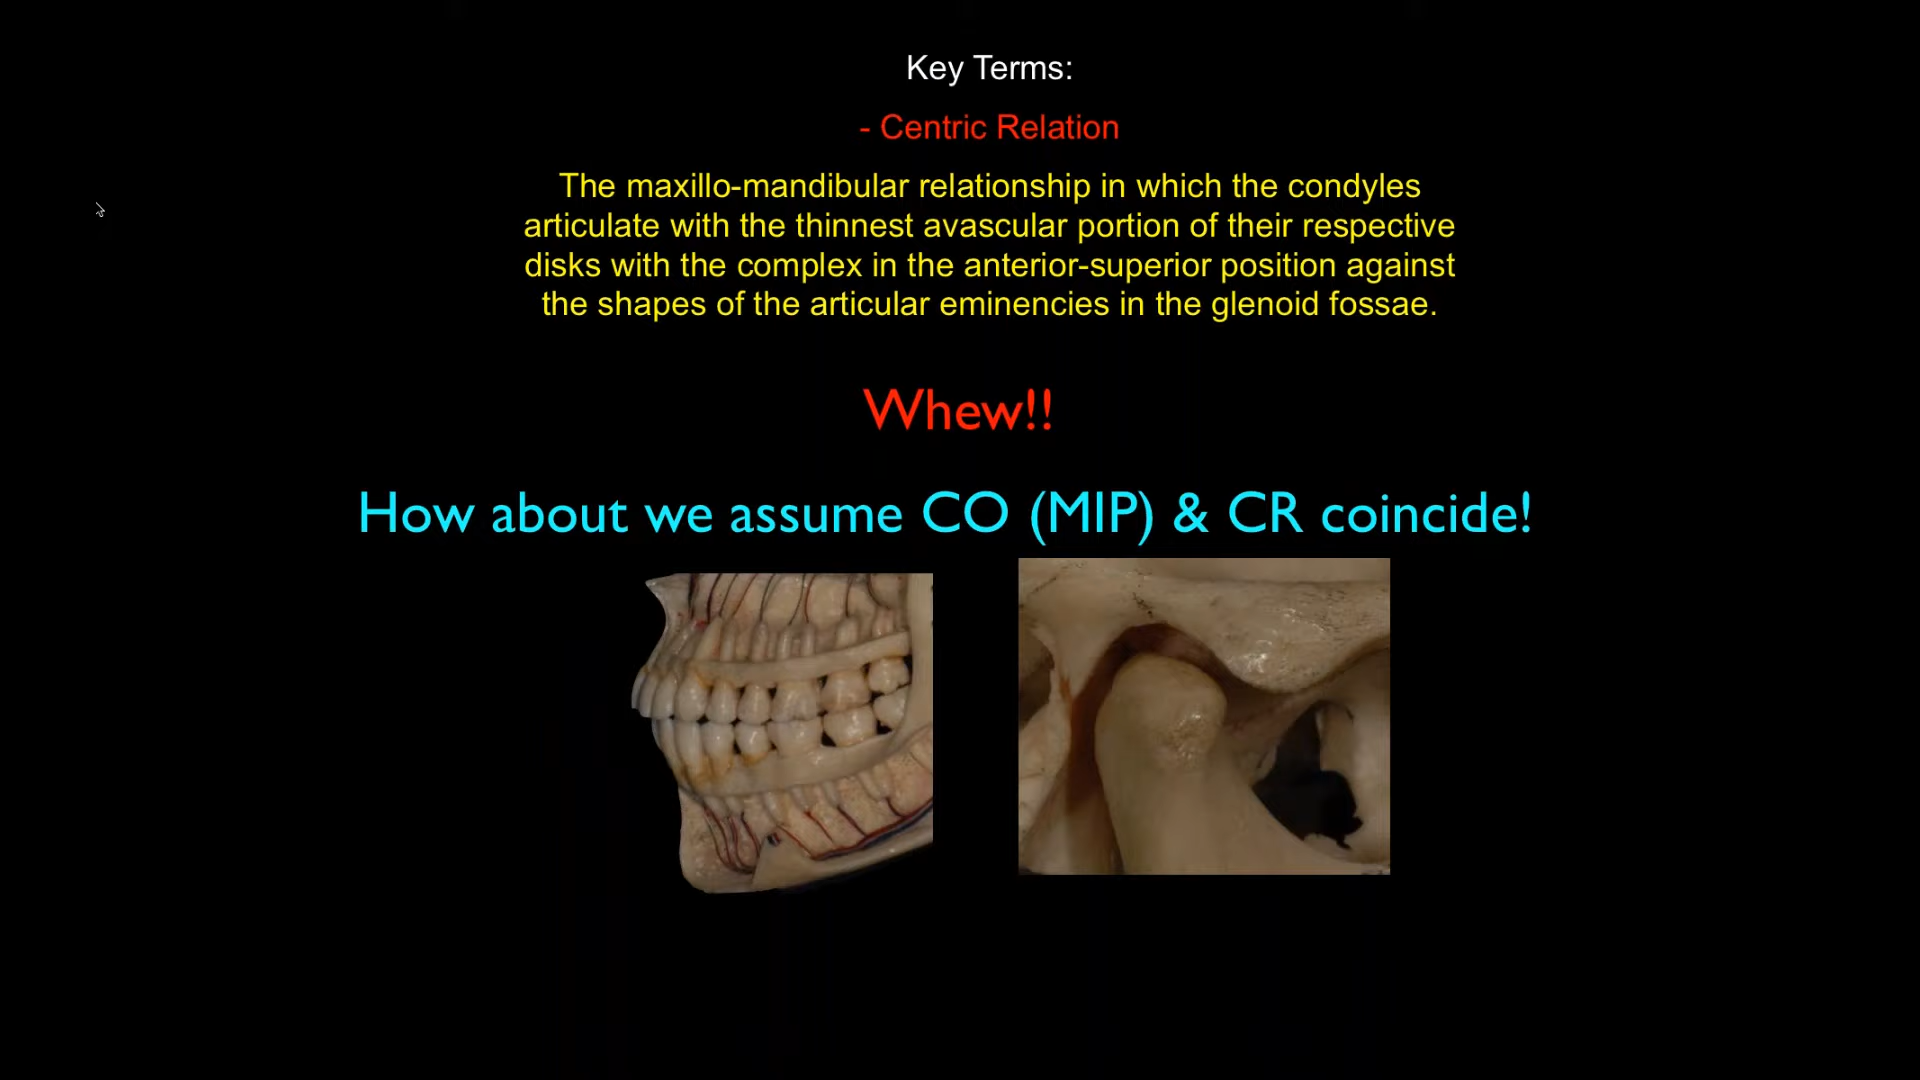 Key Terms:
- Centric Relation
The maxillo-mandibular relationship in which the condyles
articulate with the thinnest avascular portion of their respective
disks with the complex in the anterior-superior position against
the shapes of the articular eminencies in the glenoid fossae.
Whew!!
How about we assume CO (MIP) & CR coincide!